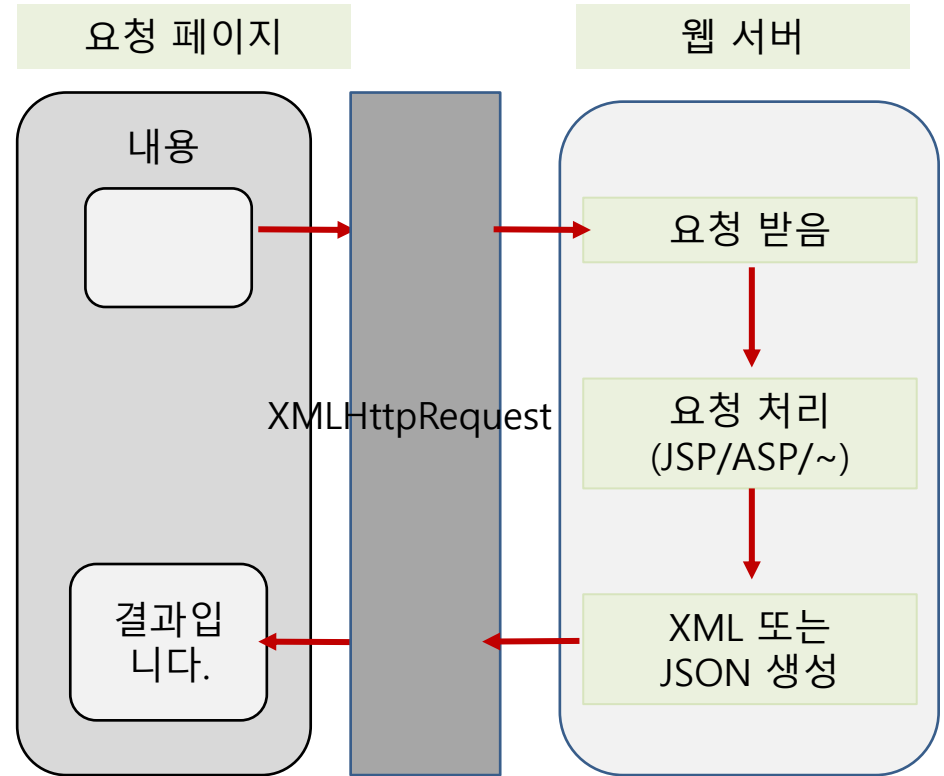 요청 페이지
웹 서버
내용
요청 받음
XMLHttpRequest
요청 처리
(JSP/ASP/~)
결과입
니다.
XML 또는
JSON 생성